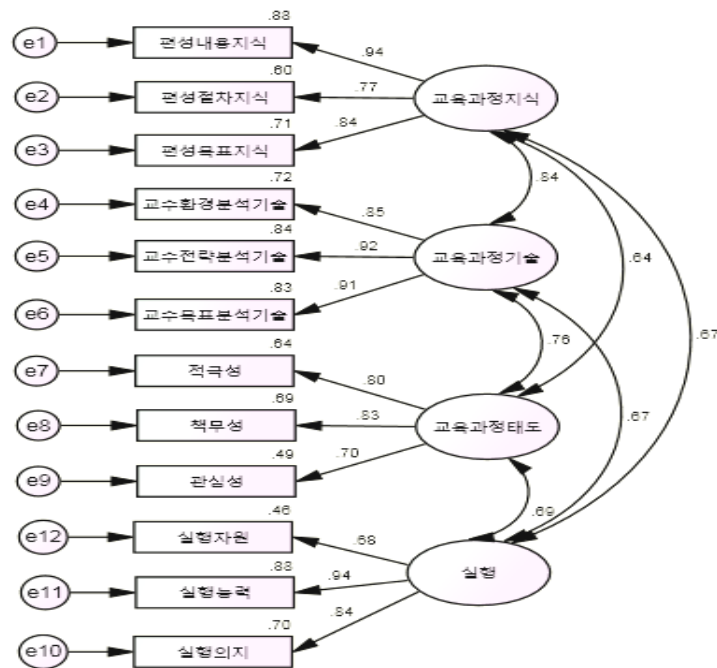 .88
e1 편성내용지식
.94
.60
e2 편성절차지식 .77 교육과정지식
.71 .84
e3 편성목표지식
.72 .84
e4 교수환경분석기술
.85
.84
e5 교수전략분석기술 .92 교육과정기술 .64
.83 .91
e6 교수목표분석기술
.64 .76 .67
e7 적극성
.80
.69
e8 책무성 .83 교육과정태도 .67
.49 .70
e9 관심성
.46 .69
e12 실행자원
.68
.88
e11 실행능력 .94 실행
.70 .84
e10 실행의지